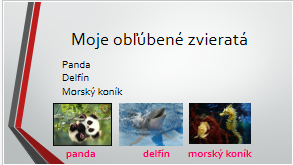 Moje obľúbené zvieratá
Panda
Delfín
Morský koník
panda delfín morský koník